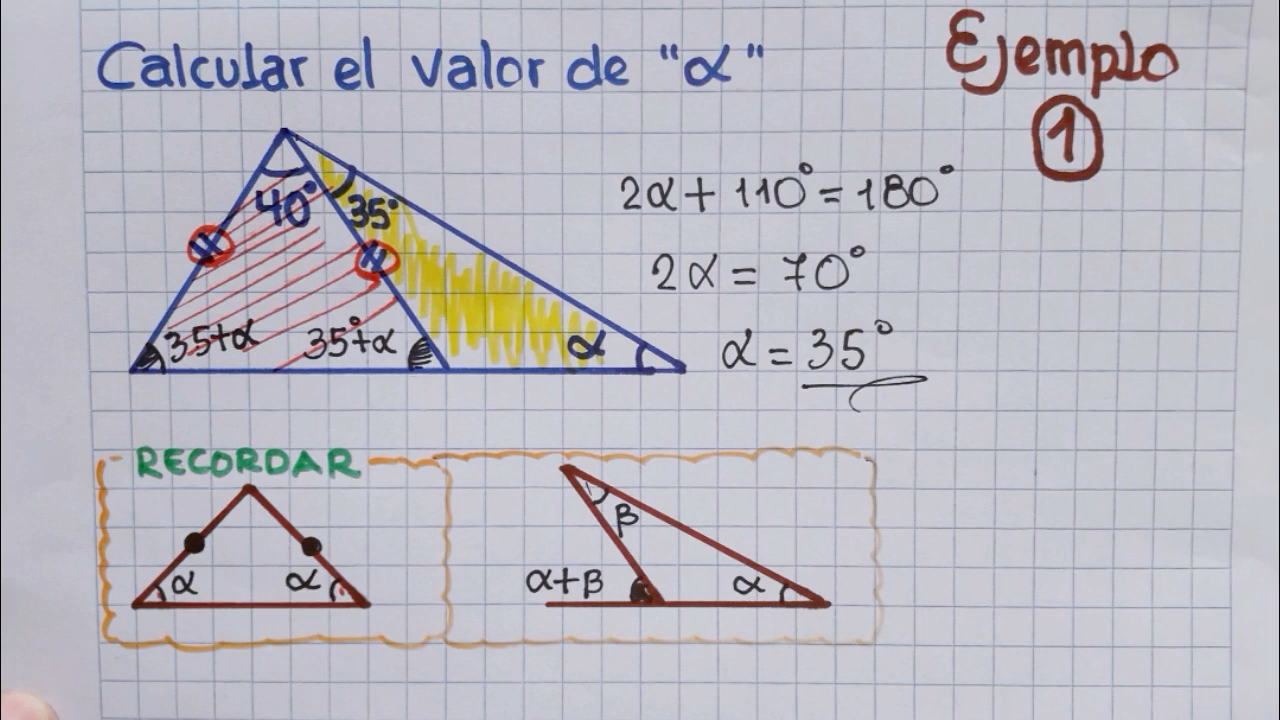 Calcular el valor de "α"
Ejemplo
1
40°
35°
35+α
35°+α
α
2α + 110° = 180°
2α = 70°
α = 35°
RECORDAR
α
α
β
α+β
α